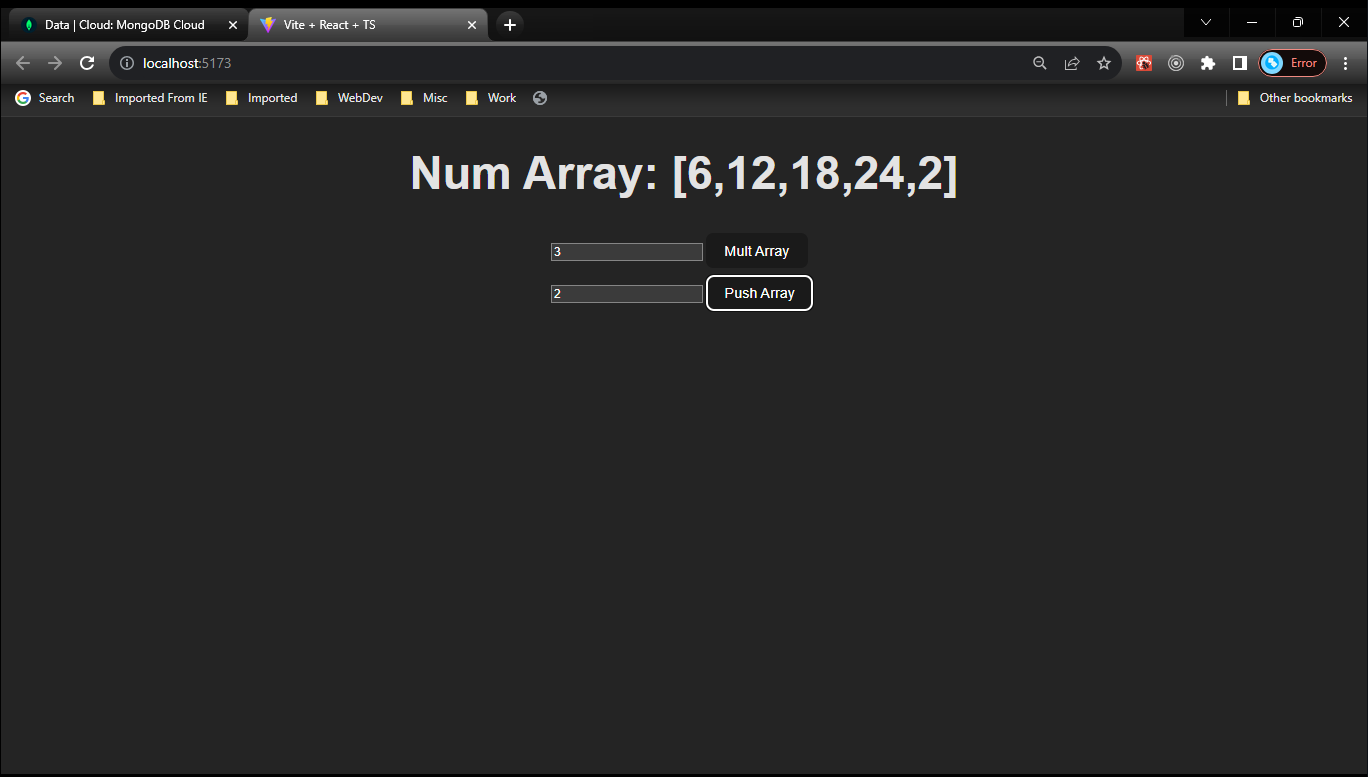 Data | Cloud: MongoDB Cloud Vite + React + TS
localhost:5173 Error
Search Imported From IE Imported WebDev Misc Work Other bookmarks
Num Array: [6,12,18,24,2]
3 Mult Array
2 Push Array